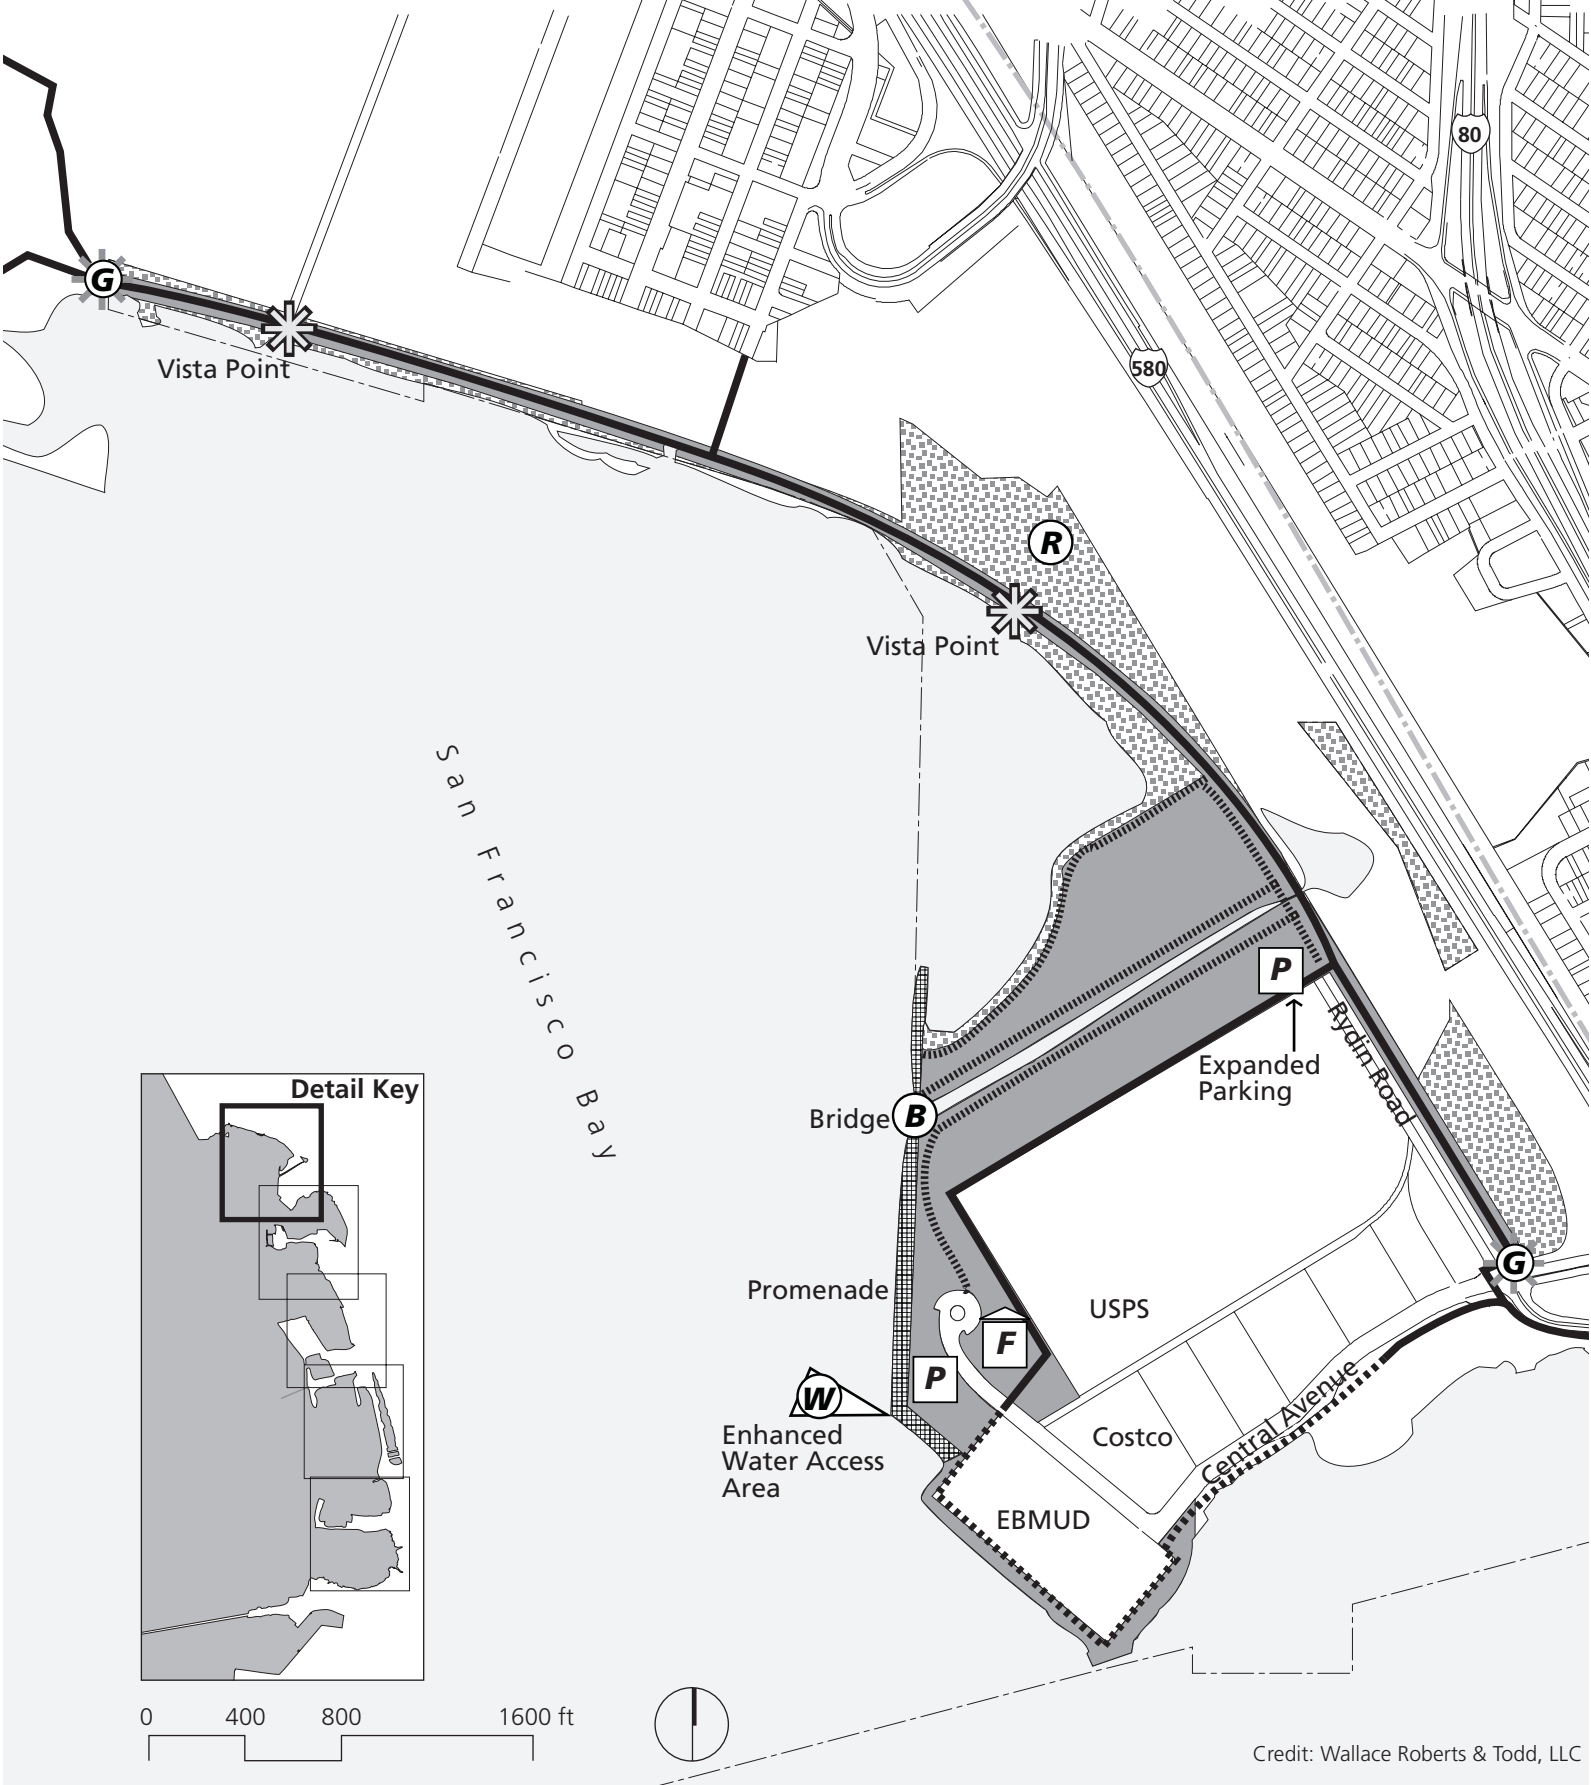 80
G
Vista Point
580
R
Vista Point
San Francisco Bay
P
Rydin Road
Expanded
Parking
Detail Key
Bridge
B
G
Promenade
USPS
F
P
W
Enhanced
Water Access
Area
Costco
Central Avenue
EBMUD
0 400 800 1600 ft
Credit: Wallace Roberts & Todd, LLC